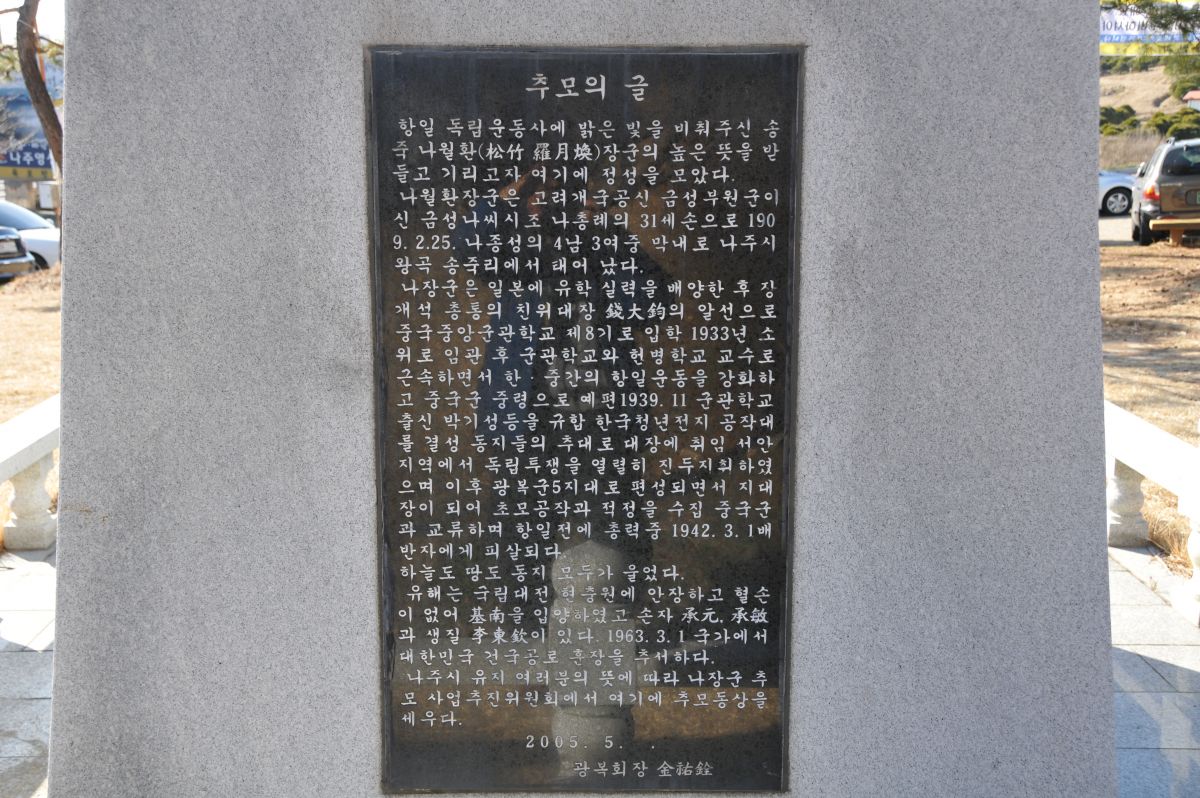 추모의 글
항일 독립운동사에 밝은 빛을 비춰주신 송
죽 나월환(松竹 羅月煥)장군의 높은 뜻을 받
들고 기리고자 여기에 정성을 모았다.
나월환장군은 고려개국공신 금성부원군이
신 금성나씨시조 나총례의 31세손으로 190
9. 2.25. 나종성의 4남 3여중 막내로 나주시
왕곡 송죽리에서 태어 났다.
나장군은 일본에 유학 실력을 배양한 후 장
개석 총통의 친위대장 錢大鈞의 알선으로
중국중앙군관학교 제8기로 입학 1933년 소
위로 임관 후 군관학교와 헌병학교 교수로
근속하면서 한·중간의 항일운동을 강화하
고 중국군 중령으로 예편1939. 11 군관학교
출신 박기성등을 규합 한국청년전지 공작대
를 결성 동지들의 추대로 대장에 취임 서안
지역에서 독립투쟁을 열렬히 진두지휘하였
으며 이후 광복군5지대로 편성되면서 지대
장이 되어 초모공작과 적정을 수집 중국군
과 교류하며 항일전에 총력중 1942. 3. 1배
반자에게 피살되다.
하늘도 땅도 동지 모두가 울었다.
유해는 국립대전 현충원에 안장하고 혈손
이 없어 基南을 입양하였고 손자 承元. 承敏
과 생질 李東欽이 있다. 1963. 3. 1 국가에서
대한민국 건국공로 훈장을 추서하다.
나주시 유지 여러분의 뜻에 따라 나장군 추
모 사업추진위원회에서 여기에 추모동상을
세우다.
2005. 5. .
광복회장 金祐銓
나주영